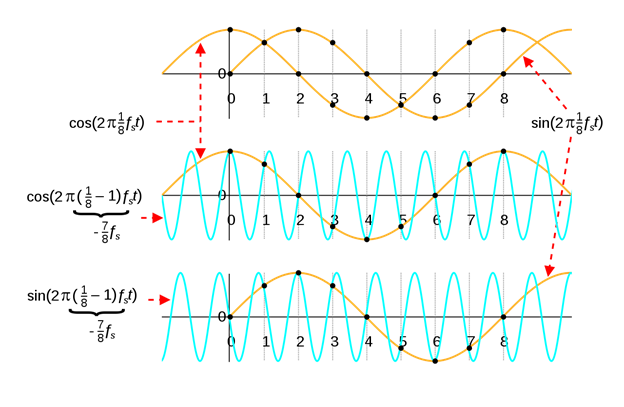 0
0 1 2 3 4 5 6 7 8
cos(2π⅛fₛt)
sin(2π⅛fₛt)
0
0 1 2 3 4 5 6 7 8
cos(2π(⅛−1)fₛt)
-⅞fₛ
0
0 1 2 3 4 5 6 7 8
sin(2π(⅛−1)fₛt)
-⅞fₛ